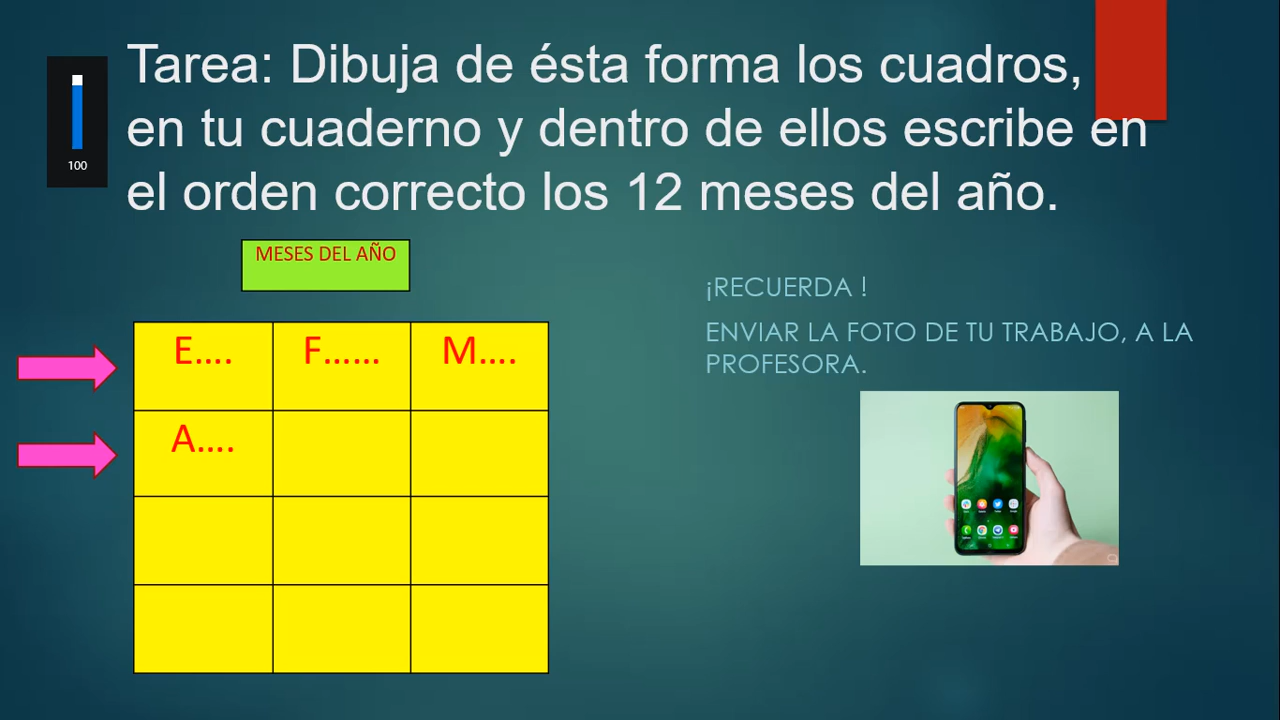 Tarea: Dibuja de ésta forma los cuadros,
en tu cuaderno y dentro de ellos escribe en
el orden correcto los 12 meses del año.
100
MESES DEL AÑO
E.... F...... M....
A....
¡RECUERDA !
ENVIAR LA FOTO DE TU TRABAJO, A LA
PROFESORA.